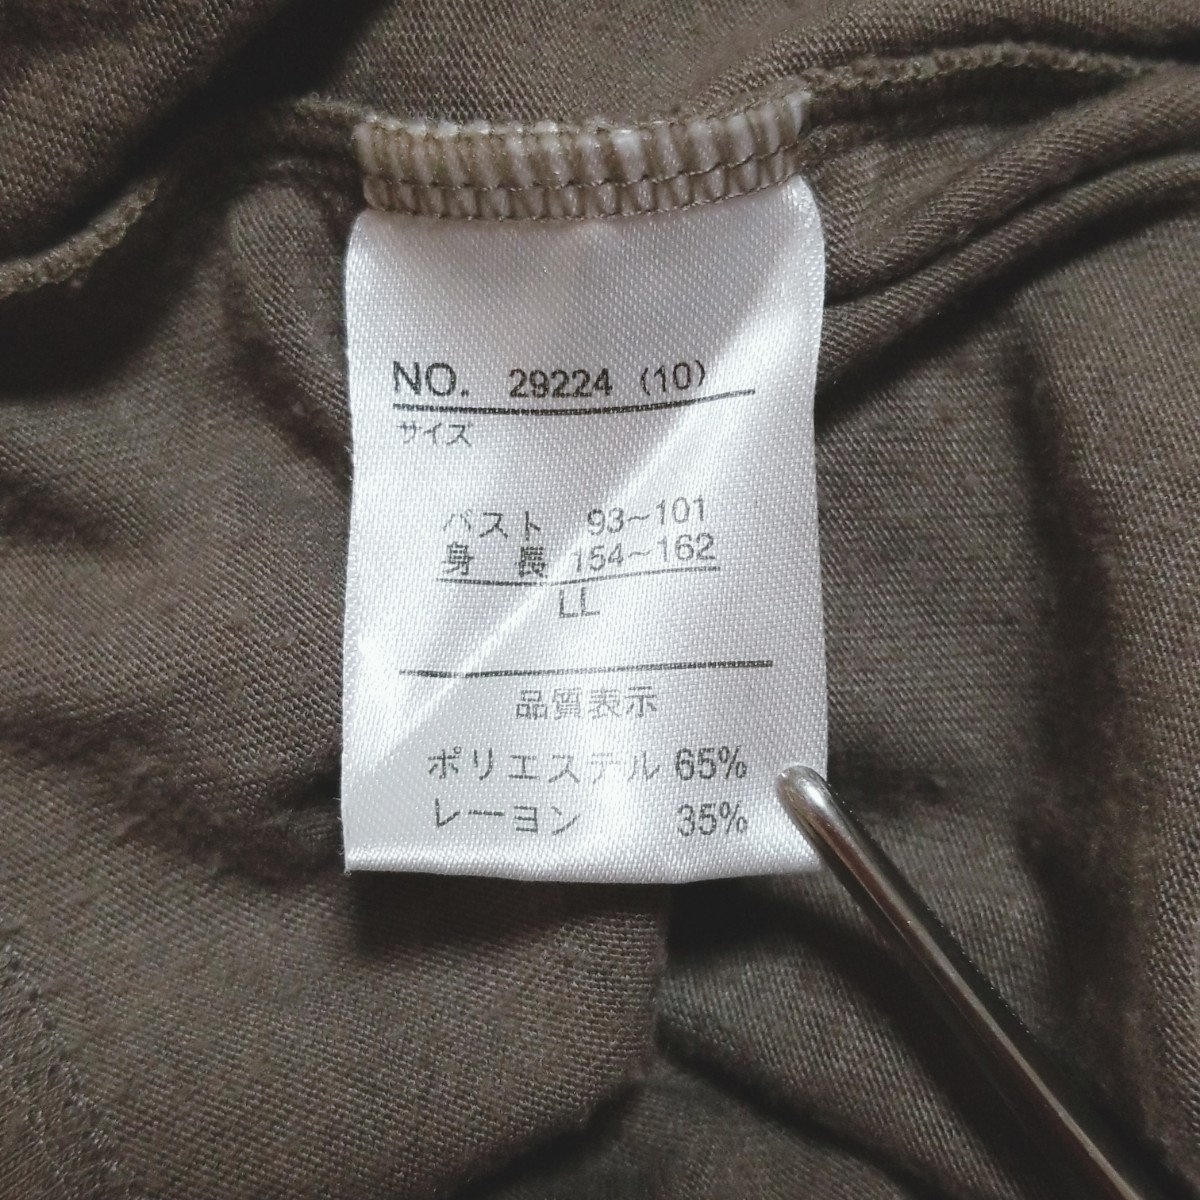 NO. 29224 (10)
サイズ
バスト 93~101
身長 154~162
LL
品質表示
ポリエステル 65%
レーヨン 35%